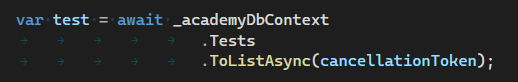 var test = await _academyDbContext
.Tests
.ToListAsync(cancellationToken);